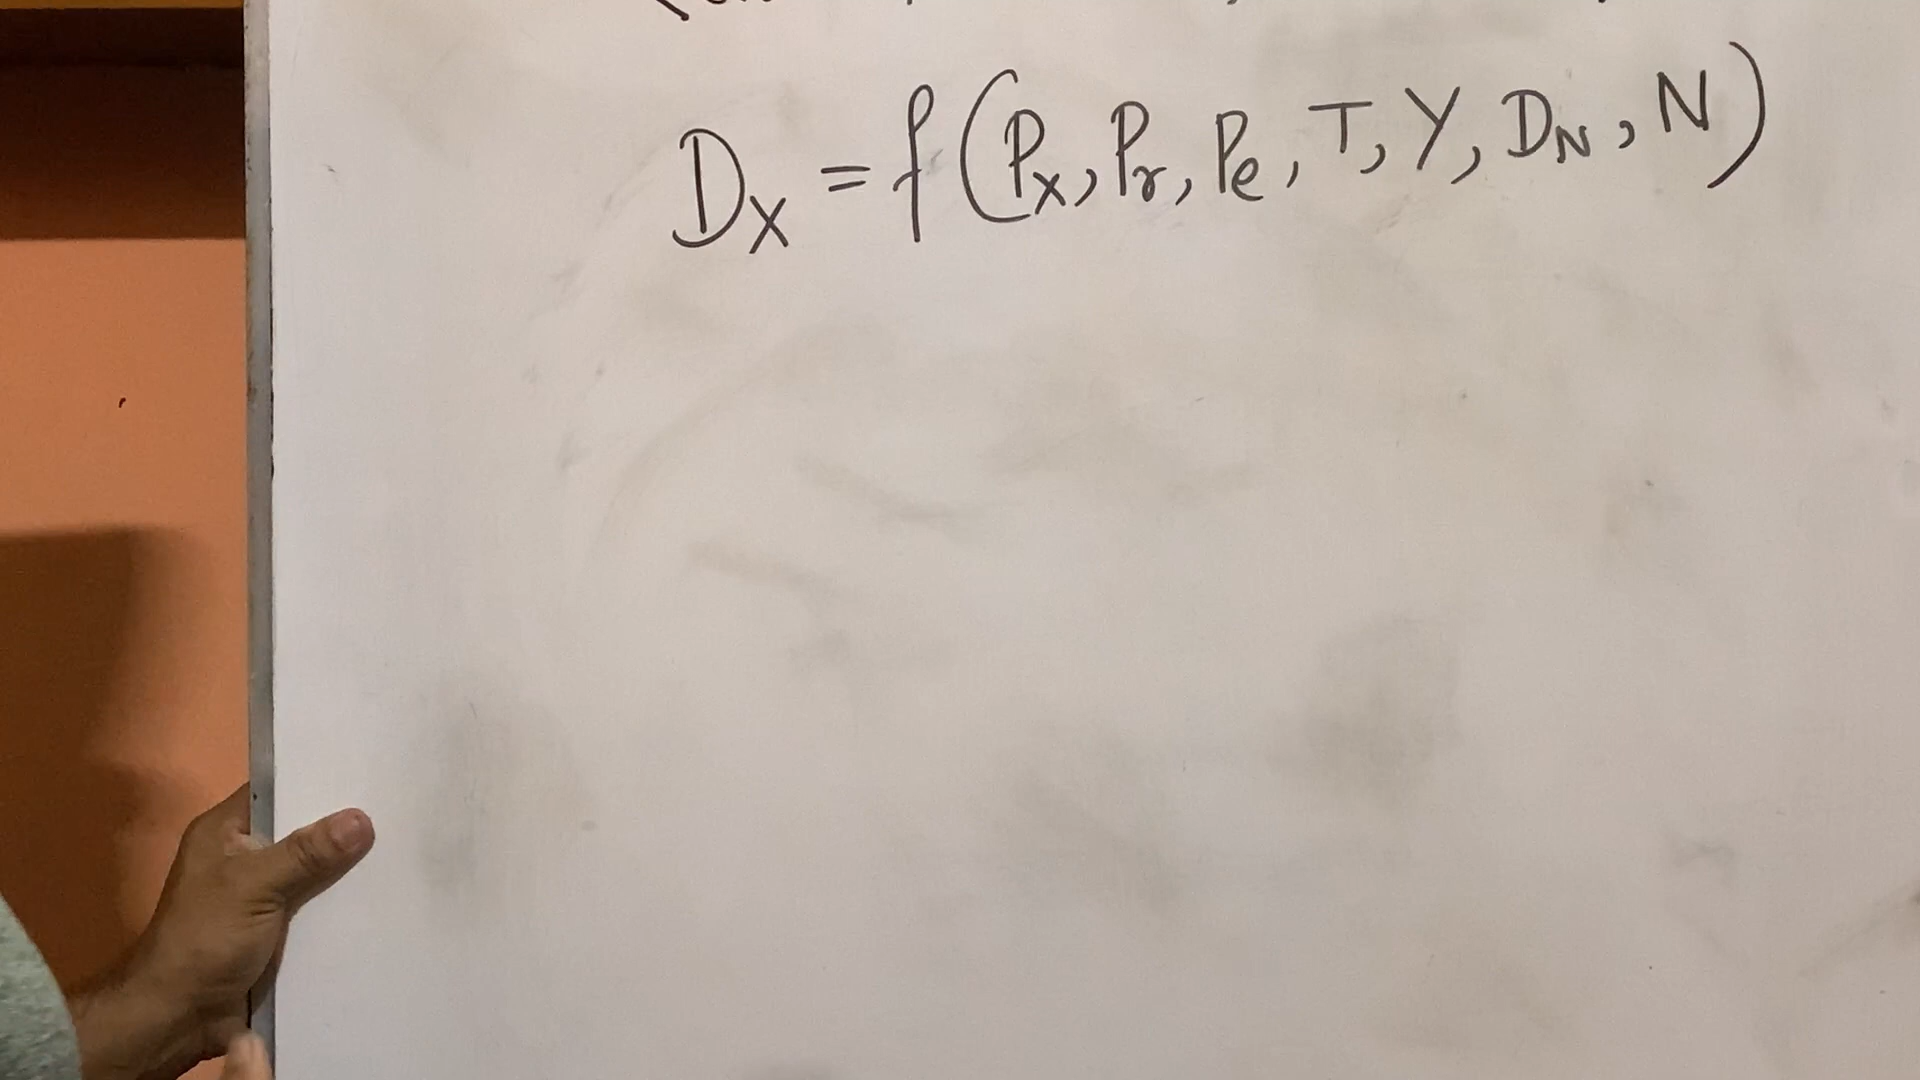 Dx = f(Px, Pr, Pe, T, Y, DN, N)